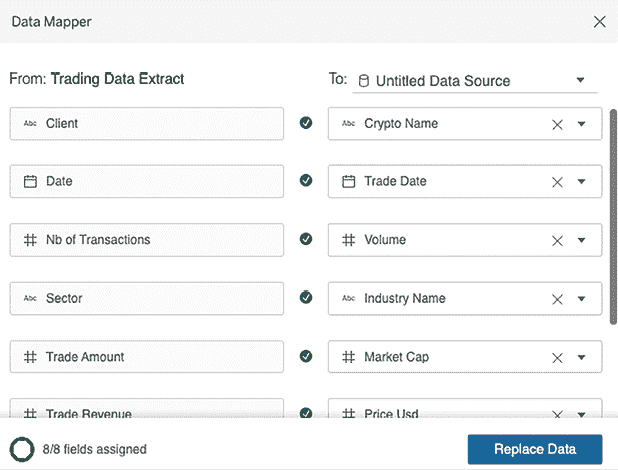 Data Mapper
From: Trading Data Extract To: Untitled Data Source
Abc Client Abc Crypto Name
Date Trade Date
Nb of Transactions Volume
Abc Sector Abc Industry Name
Trade Amount Market Cap
Trade Revenue Price Usd
8/8 fields assigned Replace Data